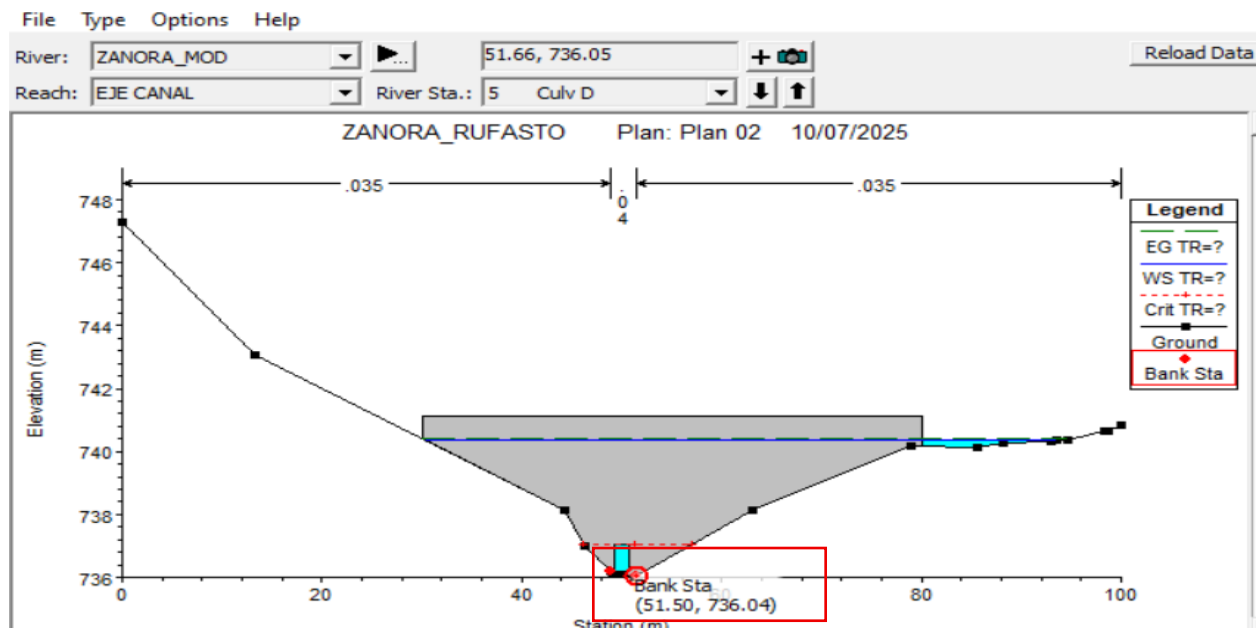 File Type Options Help
River: ZANORA_MOD ... 51.66, 736.05 + Reload Data
Reach: EJE CANAL River Sta.: 5 Culv D
ZANORA_RUFASTO Plan: Plan 02 10/07/2025
.035 .04 .035
Legend
EG TR=?
WS TR=?
Crit TR=?
Ground
Bank Sta
748
746
744
742
740
738
736
Elevation (m)
Bank Sta
(51.50, 736.04)
0 20 40 60 80 100
Station (m)